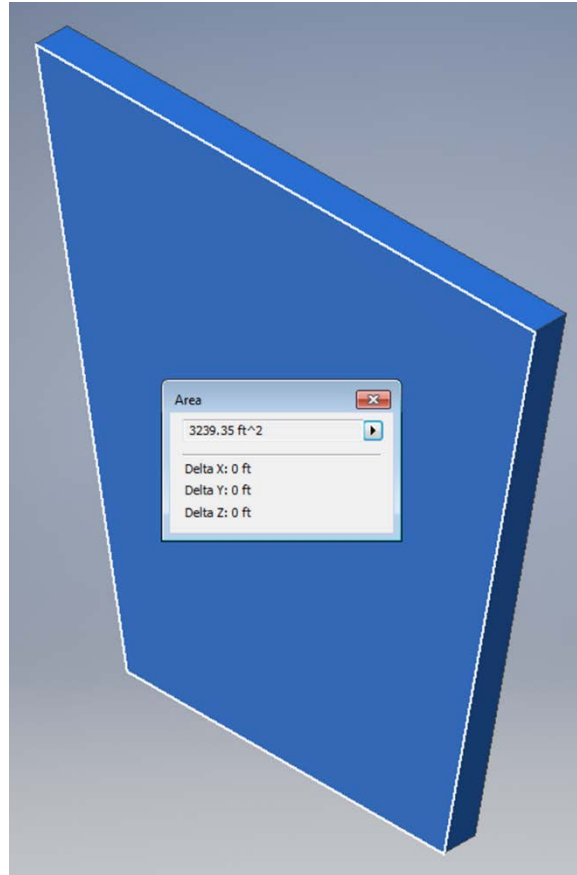 Area
3239.35 ft^2
Delta X: 0 ft
Delta Y: 0 ft
Delta Z: 0 ft